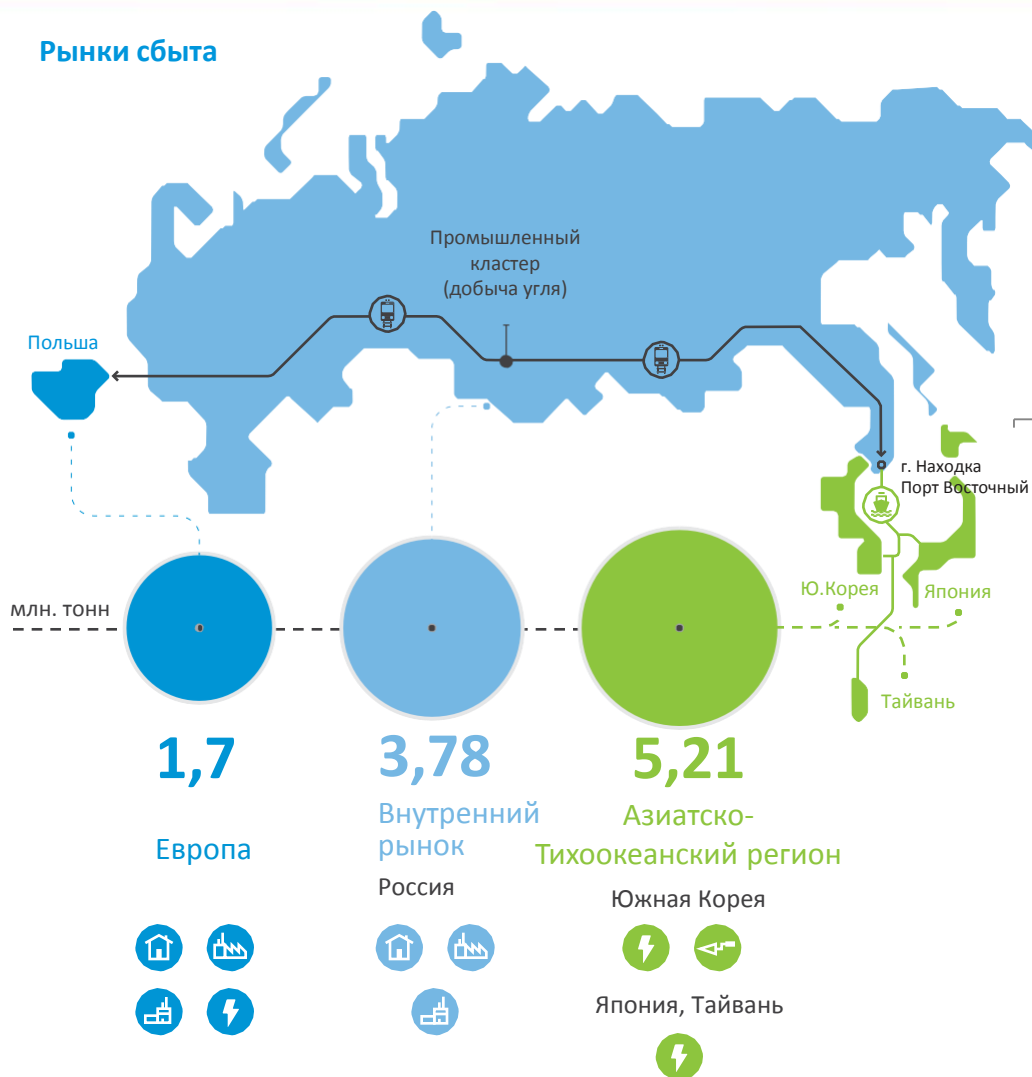 Рынки сбыта
Промышленный
кластер
(добыча угля)
Польша
г. Находка
Порт Восточный
Ю.Корея
Япония
млн. тонн
Тайвань
1,7
3,78
5,21
Европа
Внутренний
рынок
Россия
Азиатско-
Тихоокеанский регион
Южная Корея
Япония, Тайвань